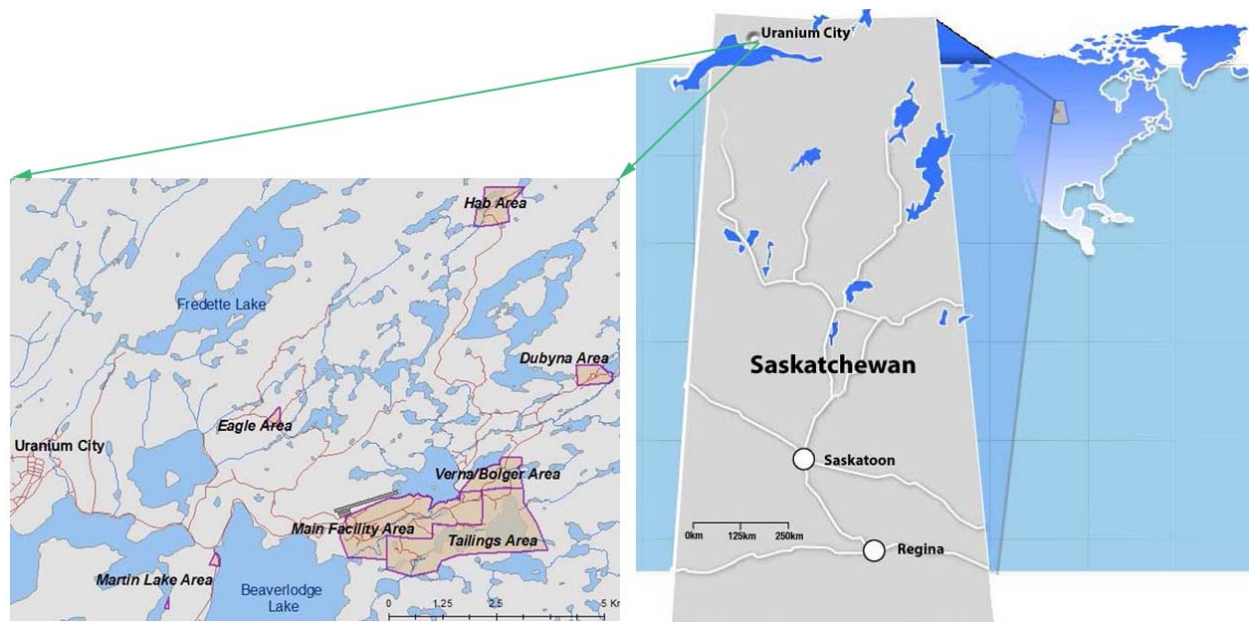 Uranium City
Hab Area
Fredette Lake
Dubyna Area
Eagle Area
Uranium City
Verna/Bolger Area
Main Facility Area
Tailings Area
Martin Lake Area
Beaverlodge
Lake
0 1.25 2.5 5 Km
Saskatchewan
Saskatoon
0km 125km 250km
Regina